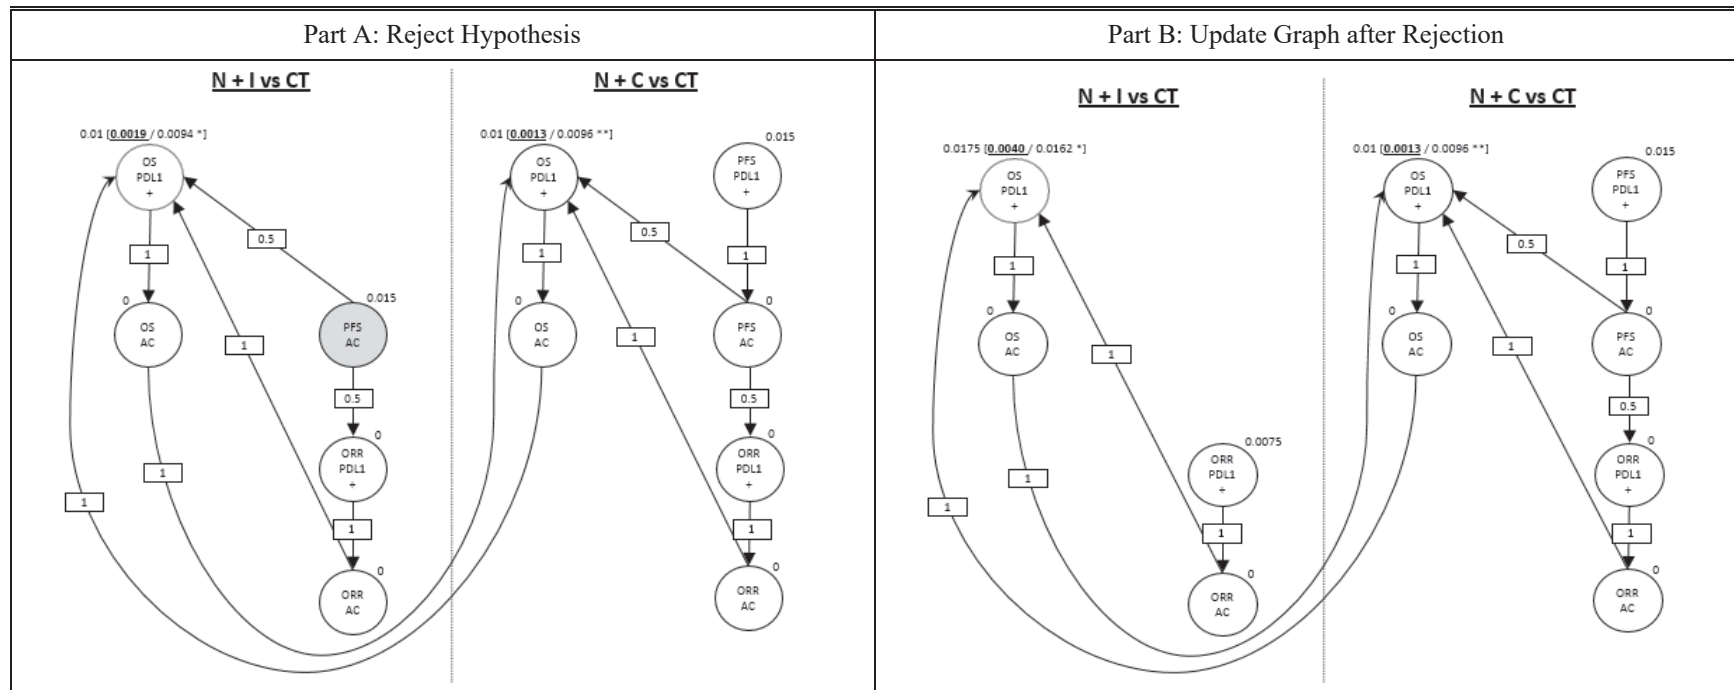 Part A: Reject Hypothesis
Part B: Update Graph after Rejection
N + I vs CT
N + C vs CT
0.01 [0.0019 / 0.0094 *]
0.01 [0.0013 / 0.0096 **]
0.015
OS
PDL1
+
OS
PDL1
+
PFS
PDL1
+
0.5
0.5
1
1
1
0
0.015
0
0
OS
AC
PFS
AC
OS
AC
PFS
AC
1
1
0.5
0.5
0
0
ORR
PDL1
+
ORR
PDL1
+
1
1
1
1
0
0
ORR
AC
ORR
AC
N + I vs CT
N + C vs CT
0.0175 [0.0040 / 0.0162 *]
0.01 [0.0013 / 0.0096 **]
0.015
OS
PDL1
+
OS
PDL1
+
PFS
PDL1
+
0.5
1
1
1
0
0
0
OS
AC
OS
AC
PFS
AC
1
1
0.5
0.0075
0
ORR
PDL1
+
ORR
PDL1
+
1
1
1
1
0
0
ORR
AC
ORR
AC